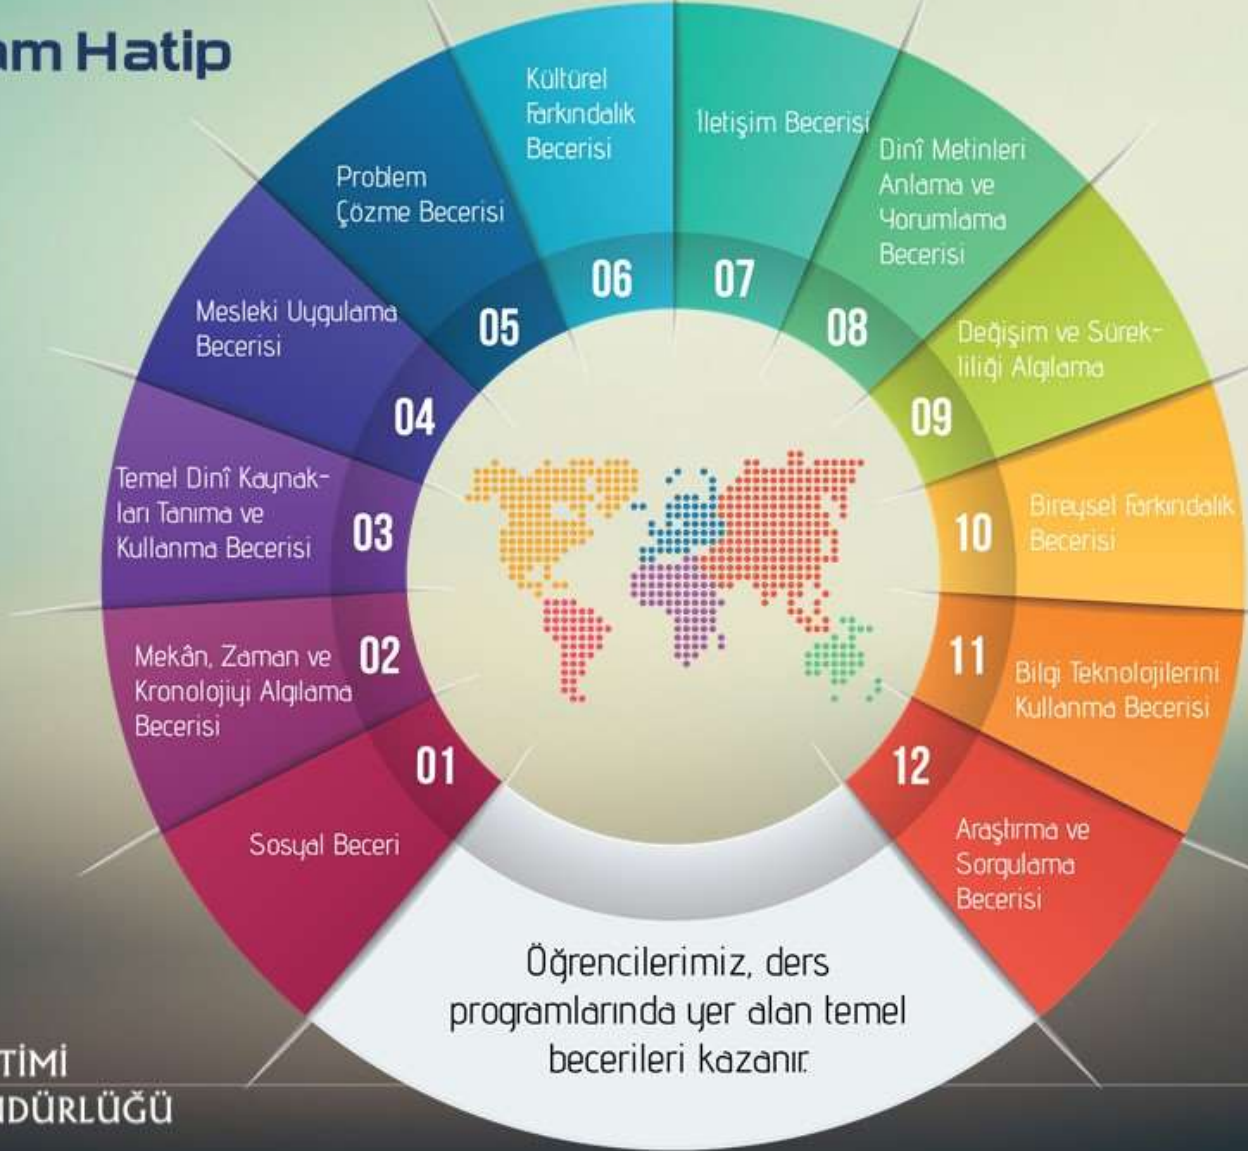 Hatip
Sosyal Beceri
01
Mekân, Zaman ve
Kronolojiyi Algılama
Becerisi
02
Temel Dinî Kaynak-
ları Tanıma ve
Kullanma Becerisi
03
Mesleki Uygulama
Becerisi
04
Problem
Çözme Becerisi
05
Kültürel
Farkındalık
Becerisi
06
İletişim Becerisi
07
Dinî Metinleri
Anlama ve
Yorumlama
Becerisi
08
Değişim ve Sürek-
liliği Algılama
09
Bireysel Farkındalık
Becerisi
10
Bilgi Teknolojilerini
Kullanma Becerisi
11
Araştırma ve
Sorgulama
Becerisi
12
Öğrencilerimiz, ders
programlarında yer alan temel
becerileri kazanır.